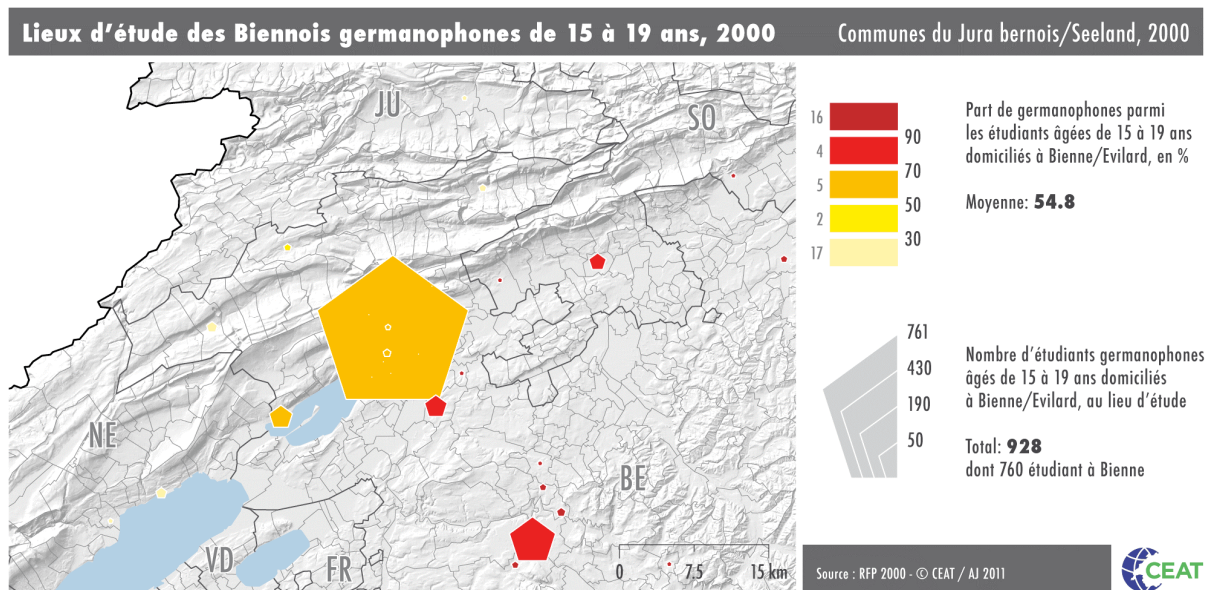 Lieux d’étude des Biennois germanophones de 15 à 19 ans, 2000
Communes du Jura bernois/Seeland, 2000
JU
SO
NE
BE
VD
FR
0 7.5 15 km
16
4
5
2
17
90
70
50
30
Part de germanophones parmi
les étudiants âgées de 15 à 19 ans
domiciliés à Bienne/Evilard, en %
Moyenne: 54.8
761
430
190
50
Nombre d’étudiants germanophones
âgés de 15 à 19 ans domiciliés
à Bienne/Evilard, au lieu d’étude
Total: 928
dont 760 étudiant à Bienne
Source : RFP 2000 - © CEAT / AJ 2011
CEAT